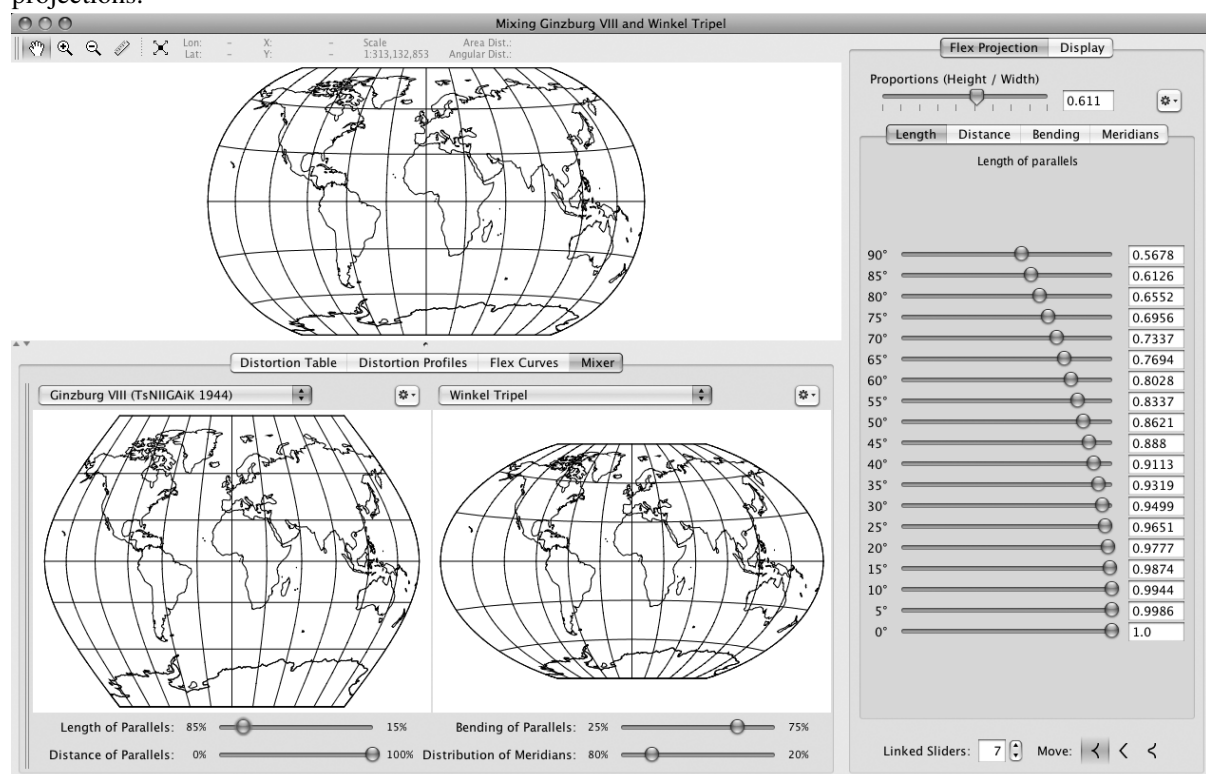 projections.
Mixing Ginzburg VIII and Winkel Tripel
Lon: - X: - Scale Area Dist.:
Lat: - Y: - 1:313,132,853 Angular Dist.:
Flex Projection Display
Proportions (Height / Width)
0.611
Length Distance Bending Meridians
Length of parallels
90° 0.5678
85° 0.6126
80° 0.6552
75° 0.6956
70° 0.7337
65° 0.7694
60° 0.8028
55° 0.8337
50° 0.8621
45° 0.888
40° 0.9113
35° 0.9319
30° 0.9499
25° 0.9651
20° 0.9777
15° 0.9874
10° 0.9944
5° 0.9986
0° 1.0
Linked Sliders: 7 Move:
Distortion Table Distortion Profiles Flex Curves Mixer
Ginzburg VIII (TsNIIGAiK 1944) Winkel Tripel
Length of Parallels: 85% 15% Bending of Parallels: 25% 75%
Distance of Parallels: 0% 100% Distribution of Meridians: 80% 20%